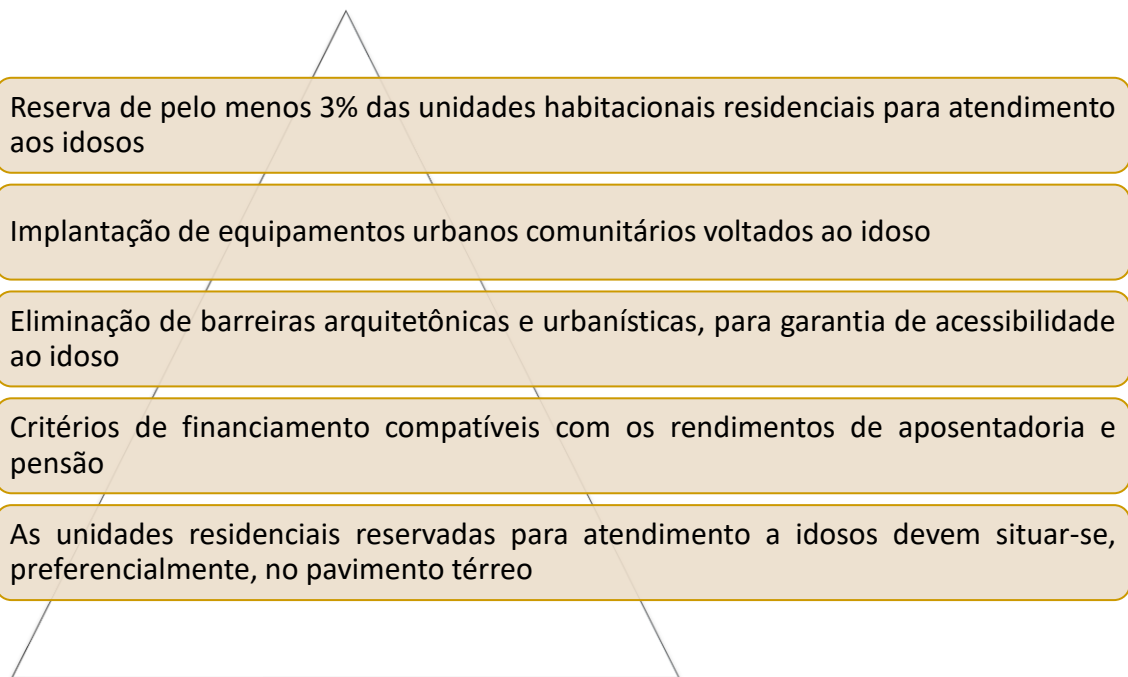 Reserva de pelo menos 3% das unidades habitacionais residenciais para atendimento
aos idosos
Implantação de equipamentos urbanos comunitários voltados ao idoso
Eliminação de barreiras arquitetônicas e urbanísticas, para garantia de acessibilidade
ao idoso
Critérios de financiamento compatíveis com os rendimentos de aposentadoria e
pensão
As unidades residenciais reservadas para atendimento a idosos devem situar-se,
preferencialmente, no pavimento térreo